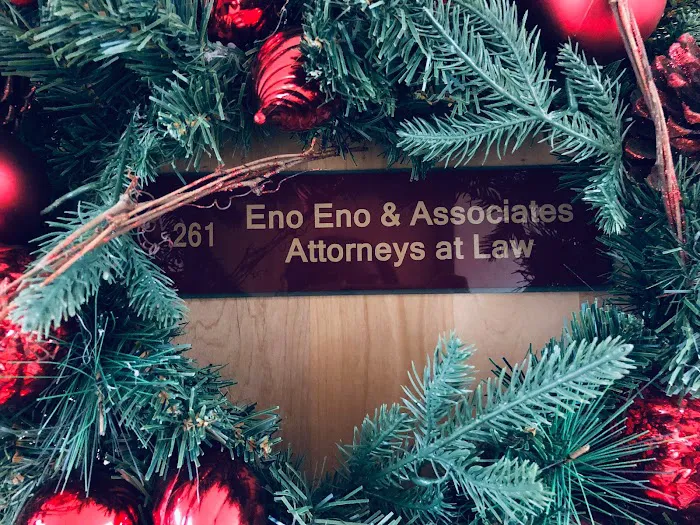 261 Eno Eno & Associates
Attorneys at Law